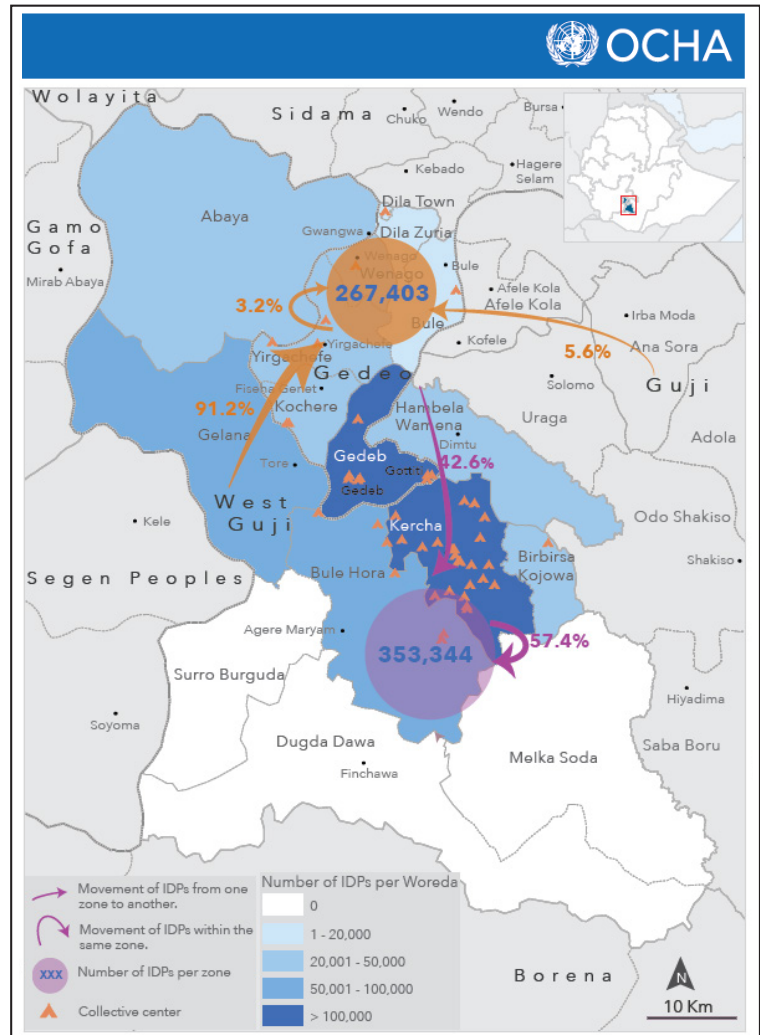 OCHA
Wolayita
Sidama
Bursa
Wendo
Chuko
Kebado
Hagere
Selam
Dila Town
Abaya
Gwangwa
Dila Zuria
Gamo
Gofa
Mirab Abaya
Wenago
Wenago
Bule
Afele Kola
Afele Kola
267,403
3.2%
Irba Moda
Bule
Kofele
Ana Sora
5.6%
Yirgachefe
Yirgachefe
Gedeo
Solomo
Guji
Fiseha Genet
91.2%
Kochere
Hambela
Wamena
Uraga
Gelana
Dimtu
Adola
Gedeb
42.6%
Tore
Gottit
Gedeb
West
Guji
Kele
Kercha
Odo Shakiso
Birbirsa
Kojowa
Shakiso
Segen Peoples
Bule Hora
Agere Maryam
57.4%
353,344
Surro Burguda
Hiyadima
Soyoma
Saba Boru
Dugda Dawa
Melka Soda
Finchawa
Movement of IDPs from one
zone to another.
Movement of IDPs within the
same zone.
xxx Number of IDPs per zone
Collective center
Number of IDPs per Woreda
0
1 - 20,000
20,001 - 50,000
50,001 - 100,000
> 100,000
Borena
N
10 Km